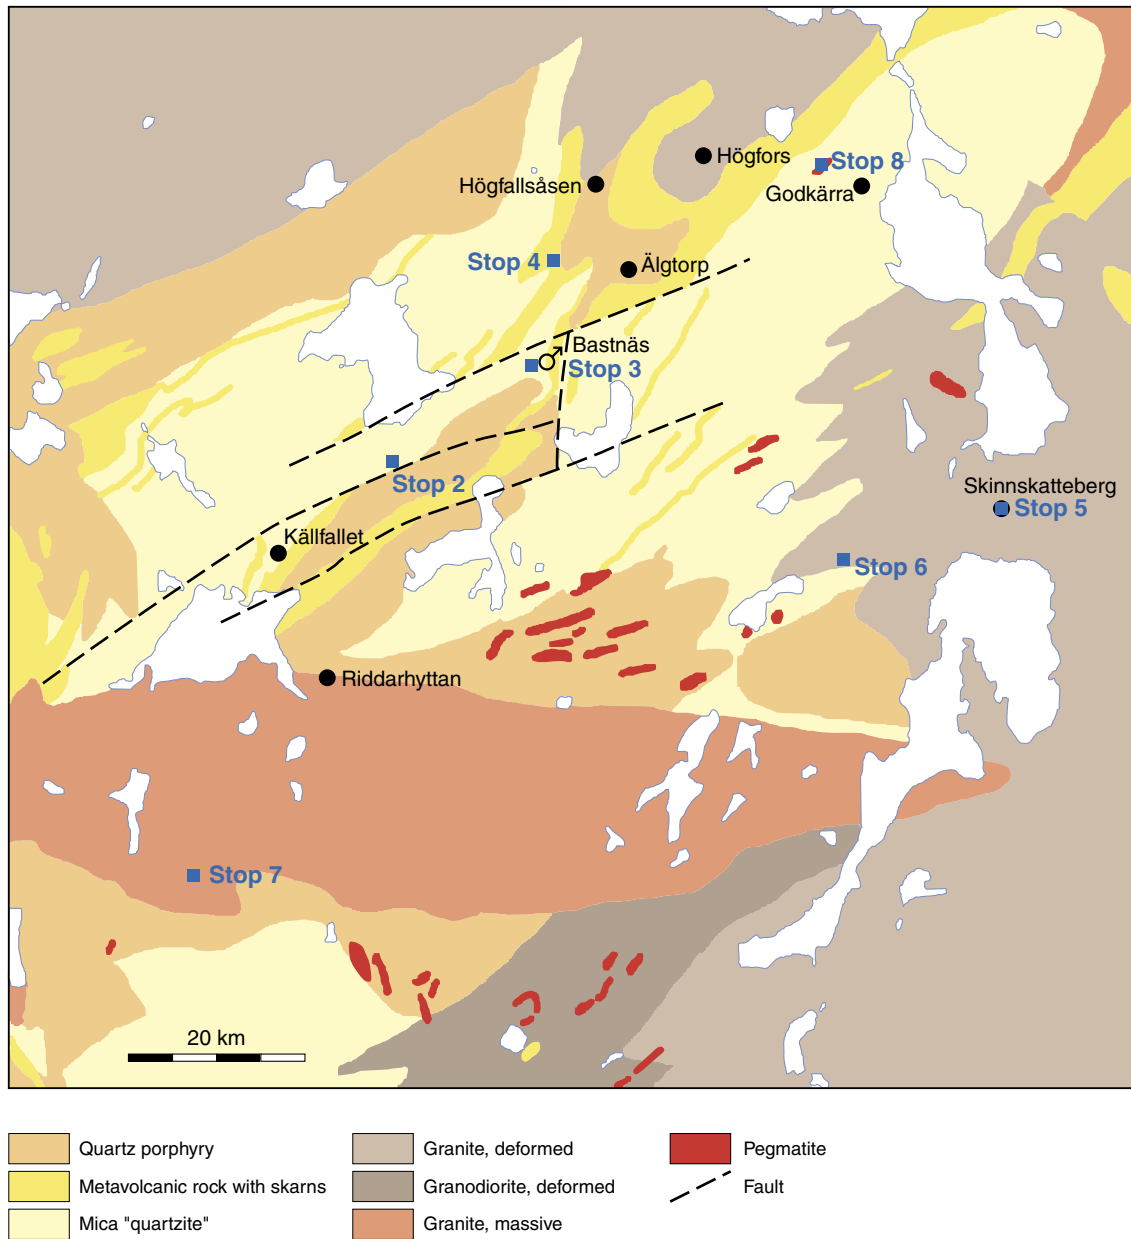 Högfors
Stop 8
Högfallsåsen
Godkärra
Stop 4
Älgtorp
Bastnäs
Stop 3
Stop 2
Skinnskatteberg
Stop 5
Källfallet
Stop 6
Riddarhyttan
Stop 7
20 km
Quartz porphyry
Granite, deformed
Pegmatite
Metavolcanic rock with skarns
Granodiorite, deformed
Fault
Mica "quartzite"
Granite, massive